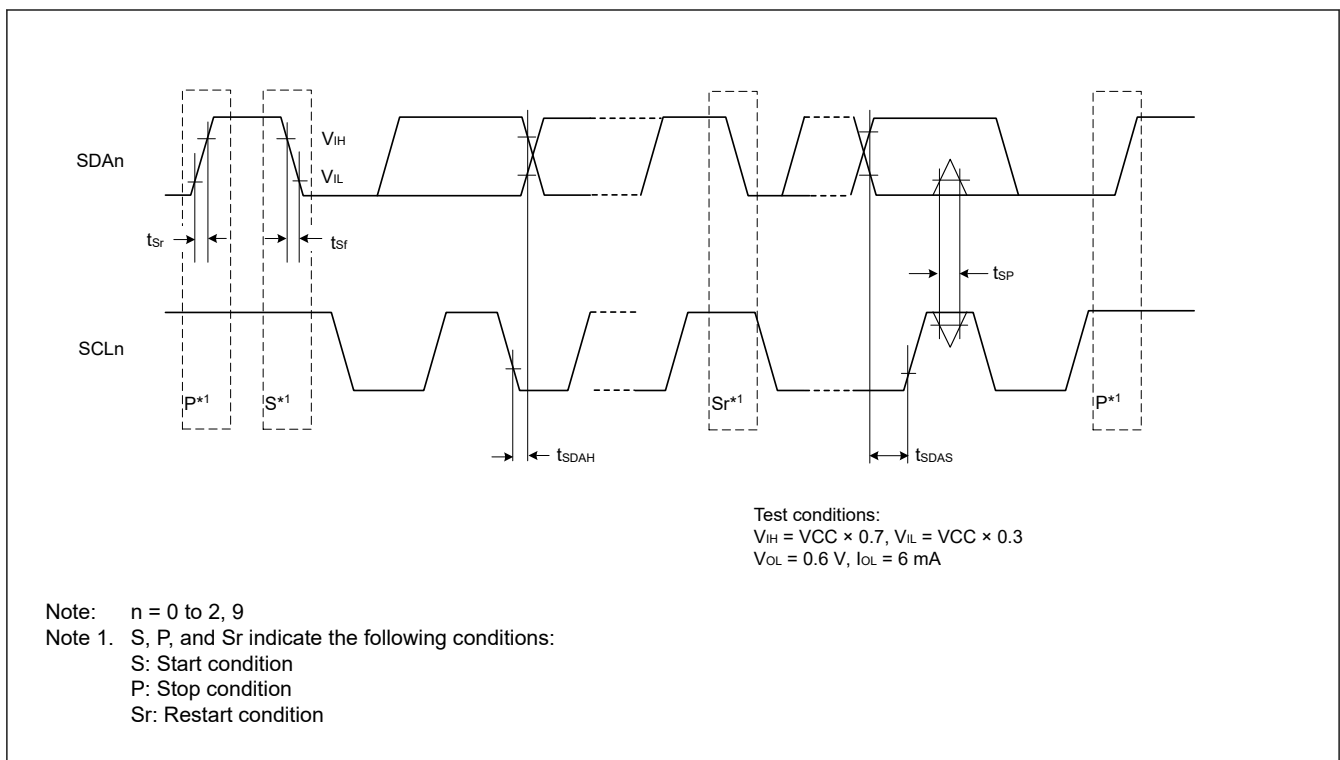 SDAn
VIH
VIL
tSr
tSf
tSP
SCLn
P*1
S*1
Sr*1
P*1
tSDAH
tSDAS
Test conditions:
VIH = VCC × 0.7, VIL = VCC × 0.3
VOL = 0.6 V, IOL = 6 mA
Note: n = 0 to 2, 9
Note 1. S, P, and Sr indicate the following conditions:
S: Start condition
P: Stop condition
Sr: Restart condition